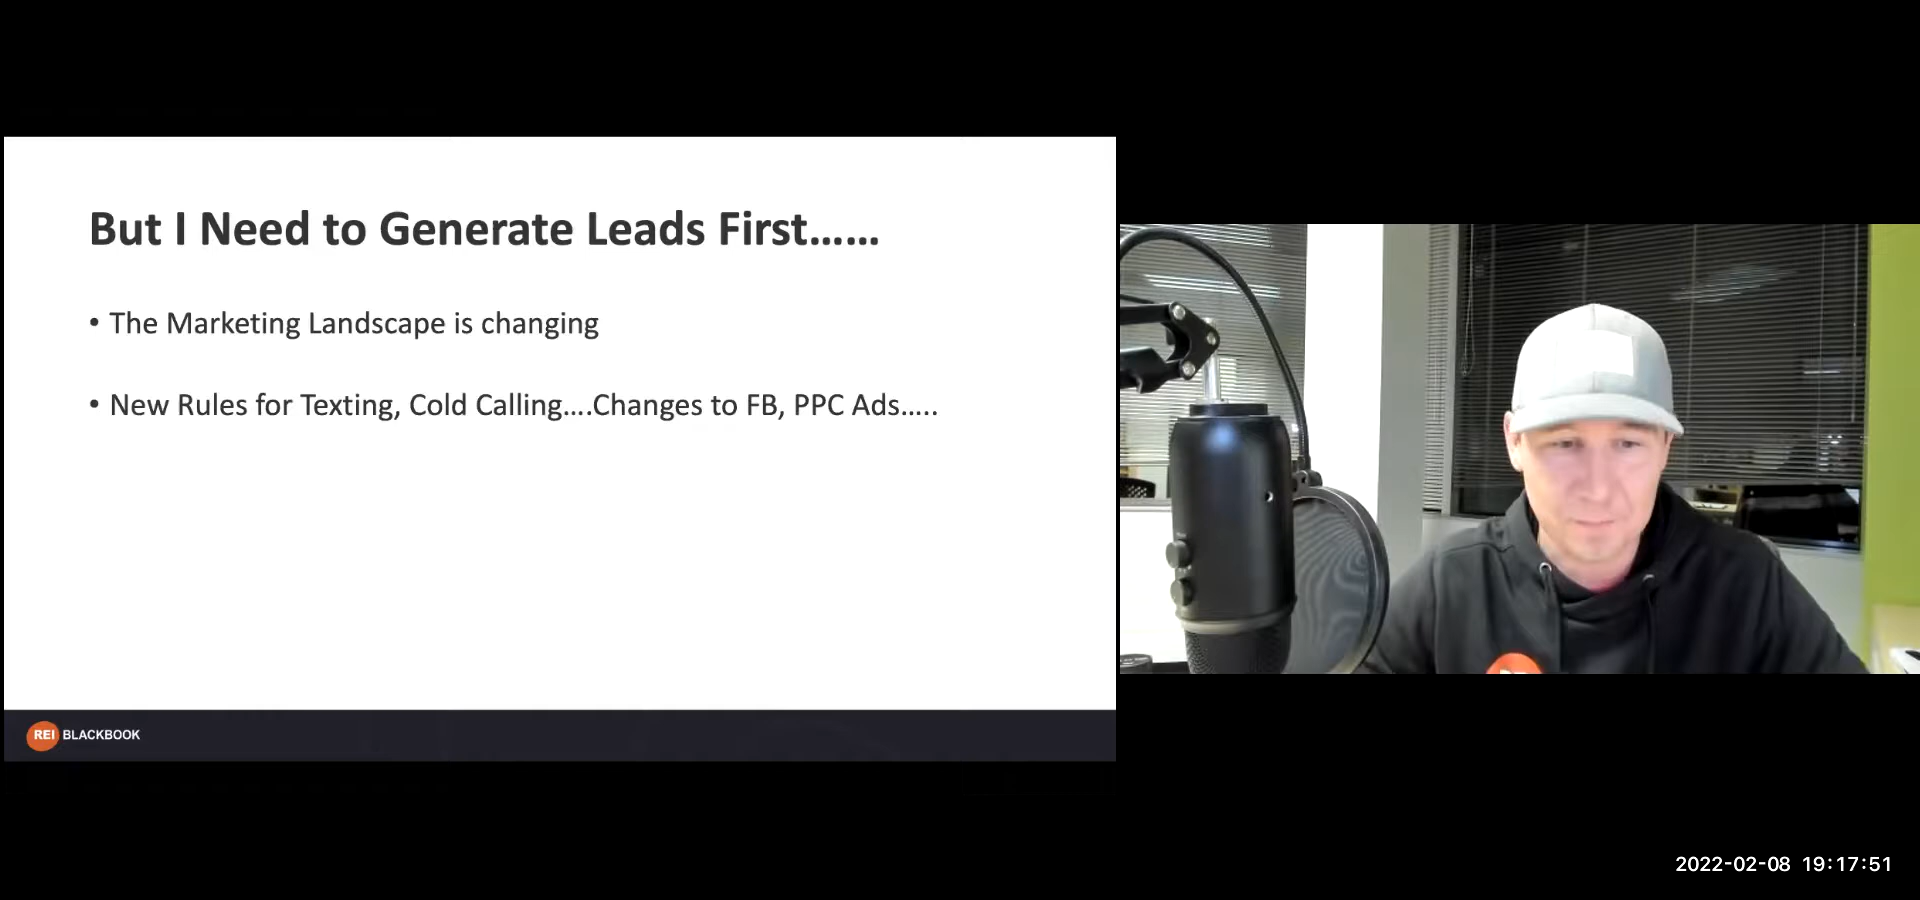 But I Need to Generate Leads First……
• The Marketing Landscape is changing
• New Rules for Texting, Cold Calling….Changes to FB, PPC Ads…..
REI BLACKBOOK
2022-02-08 19:17:51